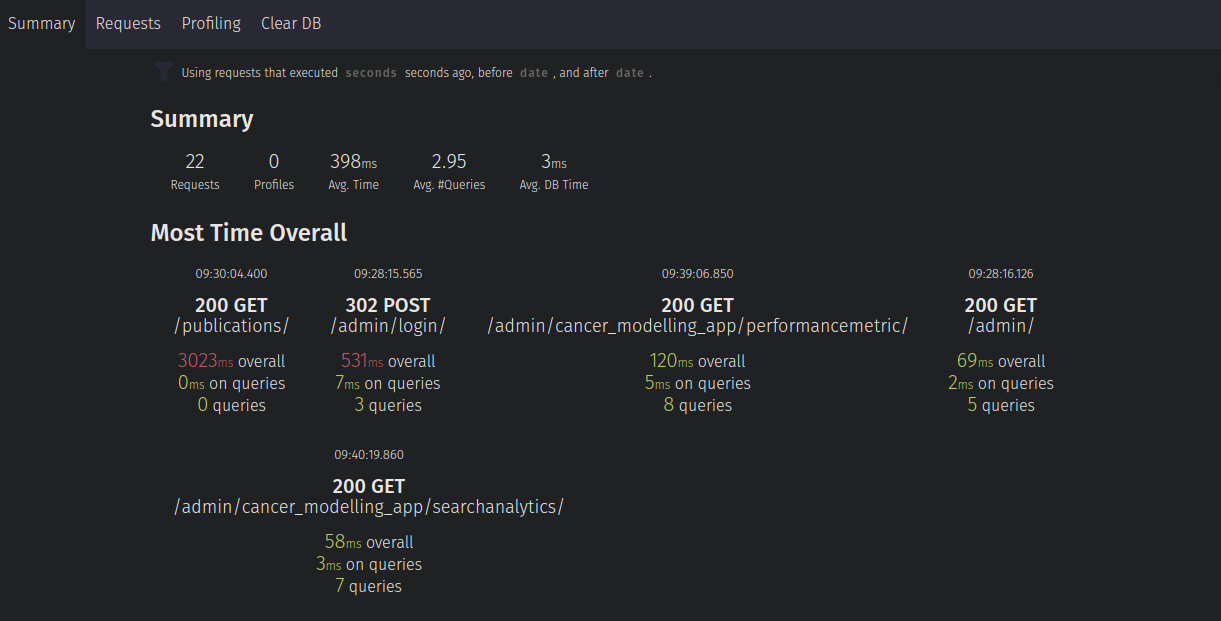 Summary Requests Profiling Clear DB
Using requests that executed seconds seconds ago, before date , and after date .
Summary
22 0 398ms 2.95 3ms
Requests Profiles Avg. Time Avg. #Queries Avg. DB Time
Most Time Overall
09:30:04.400 09:28:15.565 09:39:06.850 09:28:16.126
200 GET 302 POST 200 GET 200 GET
/publications/ /admin/login/ /admin/cancer_modelling_app/performancemetric/ /admin/
3023ms overall 531ms overall 120ms overall 69ms overall
0ms on queries 7ms on queries 5ms on queries 2ms on queries
0 queries 3 queries 8 queries 5 queries
09:40:19.860
200 GET
/admin/cancer_modelling_app/searchanalytics/
58ms overall
3ms on queries
7 queries